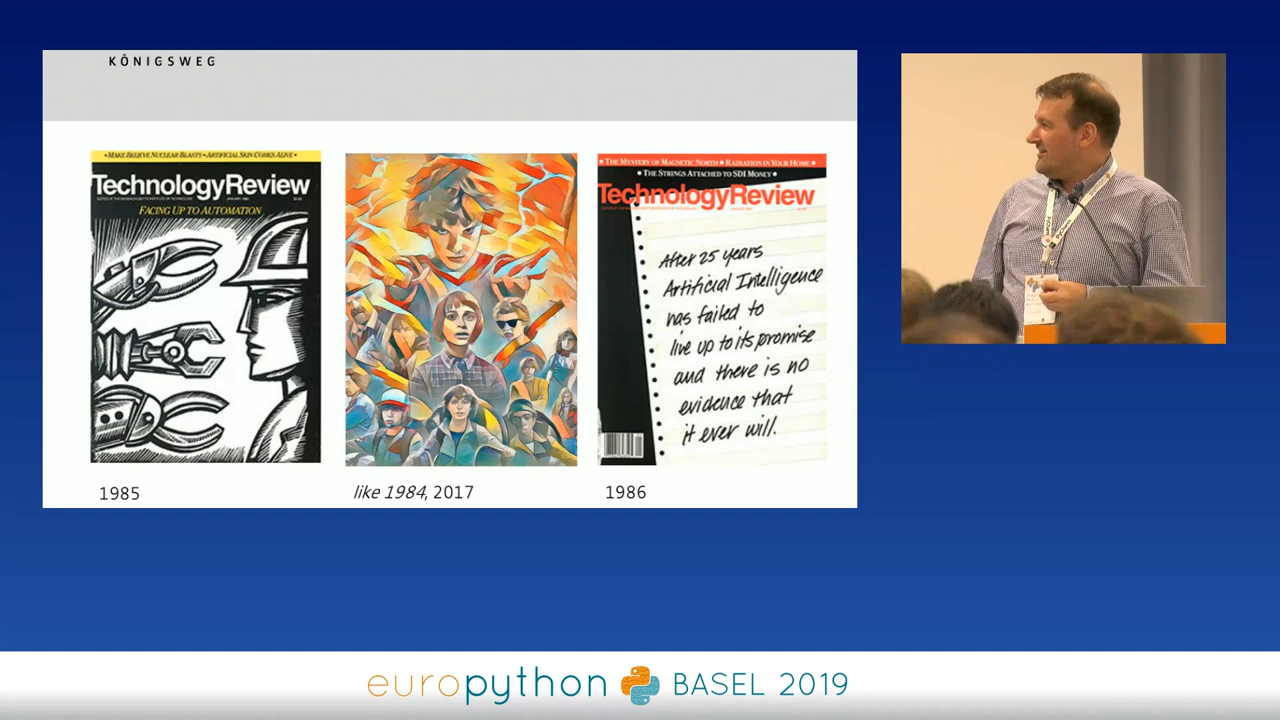 KÖNIGSWEG
•MAKE BELIEVE NUCLEAR BLASTS•ARTIFICIAL SKIN COMES ALIVE•
TechnologyReview
FACING UP TO AUTOMATION
1985
like 1984, 2017
• THE MYSTERY OF MAGNETIC NORTH • RADIATION IN YOUR HOME •
• THE STRINGS ATTACHED TO SDI MONEY •
TechnologyReview
After 25 years
Artificial Intelligence
has failed to
live up to its promise
and there is no
evidence that
it ever will.
1986
europython BASEL 2019